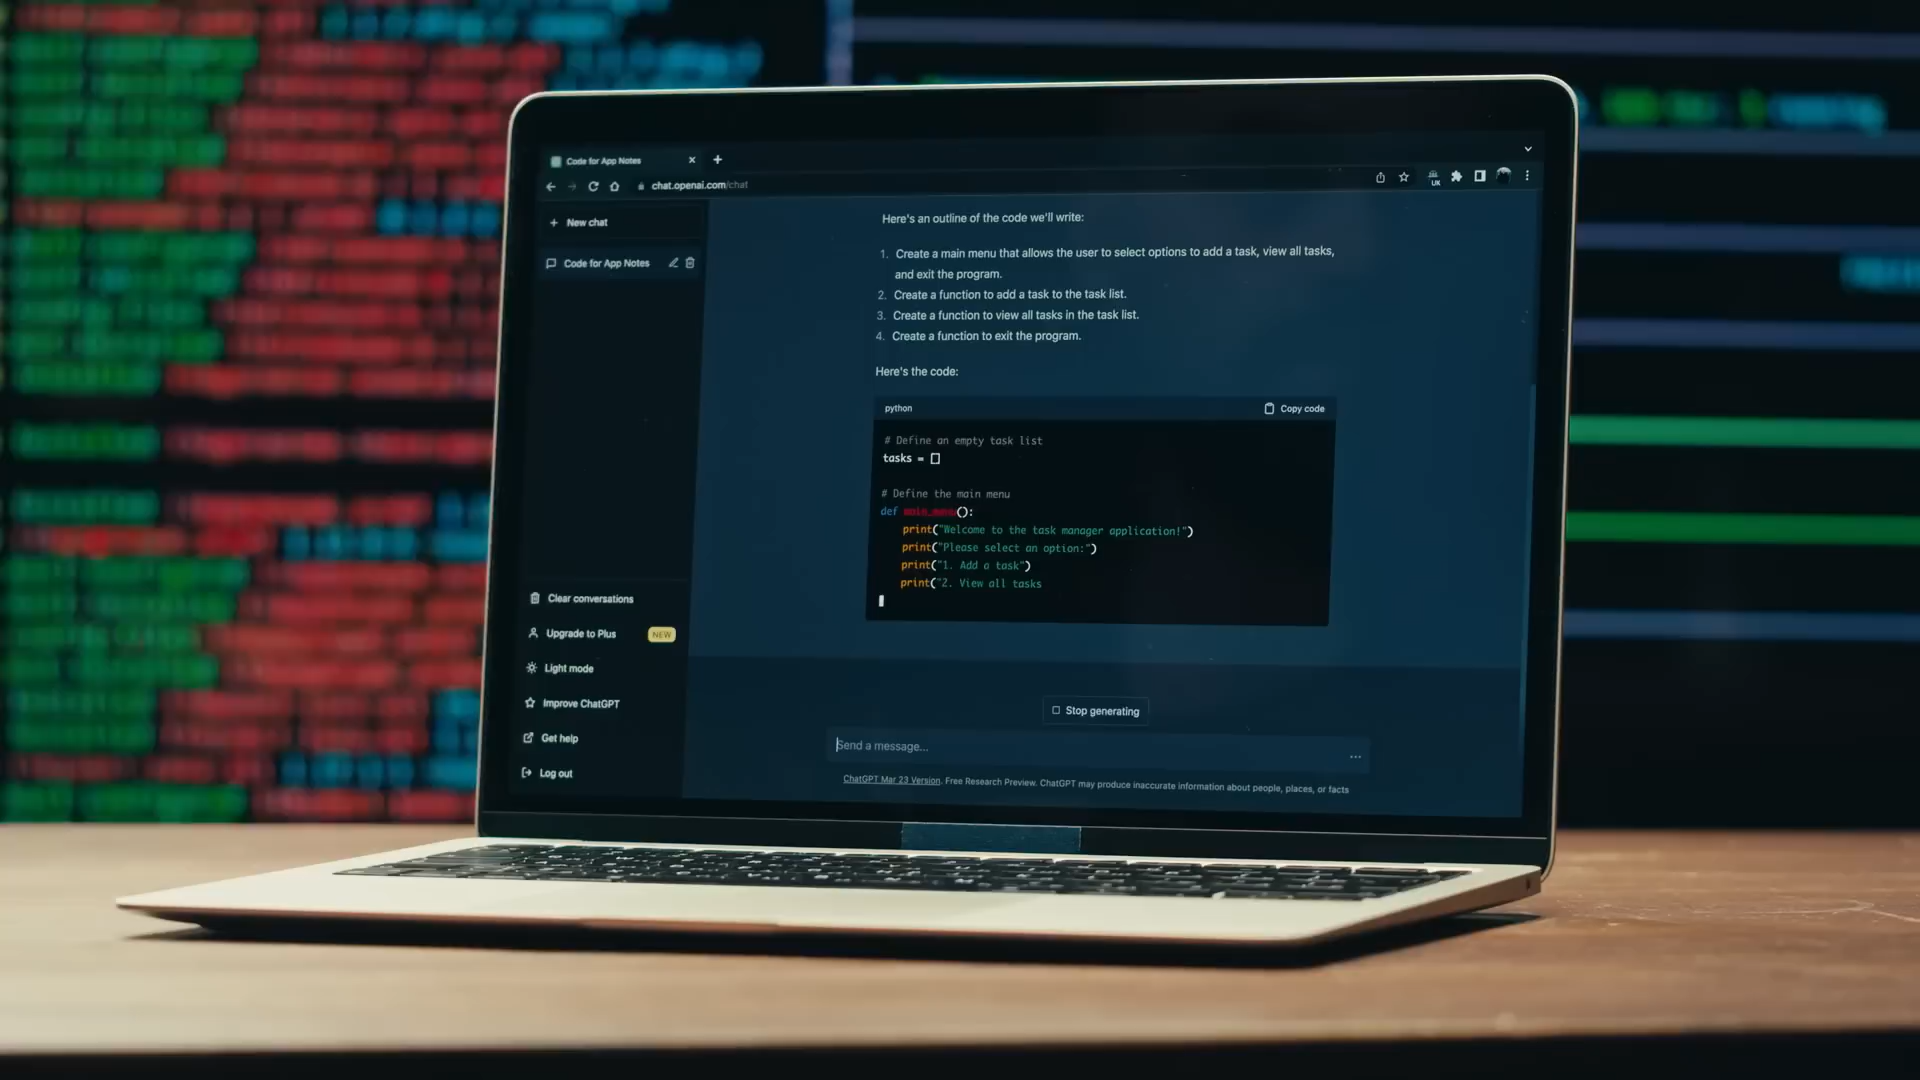 Code for App Notes
chat.openai.com/chat
UK
New chat
Code for App Notes
Here's an outline of the code we'll write:
1. Create a main menu that allows the user to select options to add a task, view all tasks,
and exit the program.
2. Create a function to add a task to the task list.
3. Create a function to view all tasks in the task list.
4. Create a function to exit the program.
Here's the code:
python
Copy code
# Define an empty task list
tasks = []
# Define the main menu
def main_menu():
print("Welcome to the task manager application!")
print("Please select an option:")
print("1. Add a task")
print("2. View all tasks
Clear conversations
Upgrade to Plus NEW
Light mode
Improve ChatGPT
Get help
Log out
Stop generating
Send a message...
ChatGPT Mar 23 Version. Free Research Preview. ChatGPT may produce inaccurate information about people, places, or facts